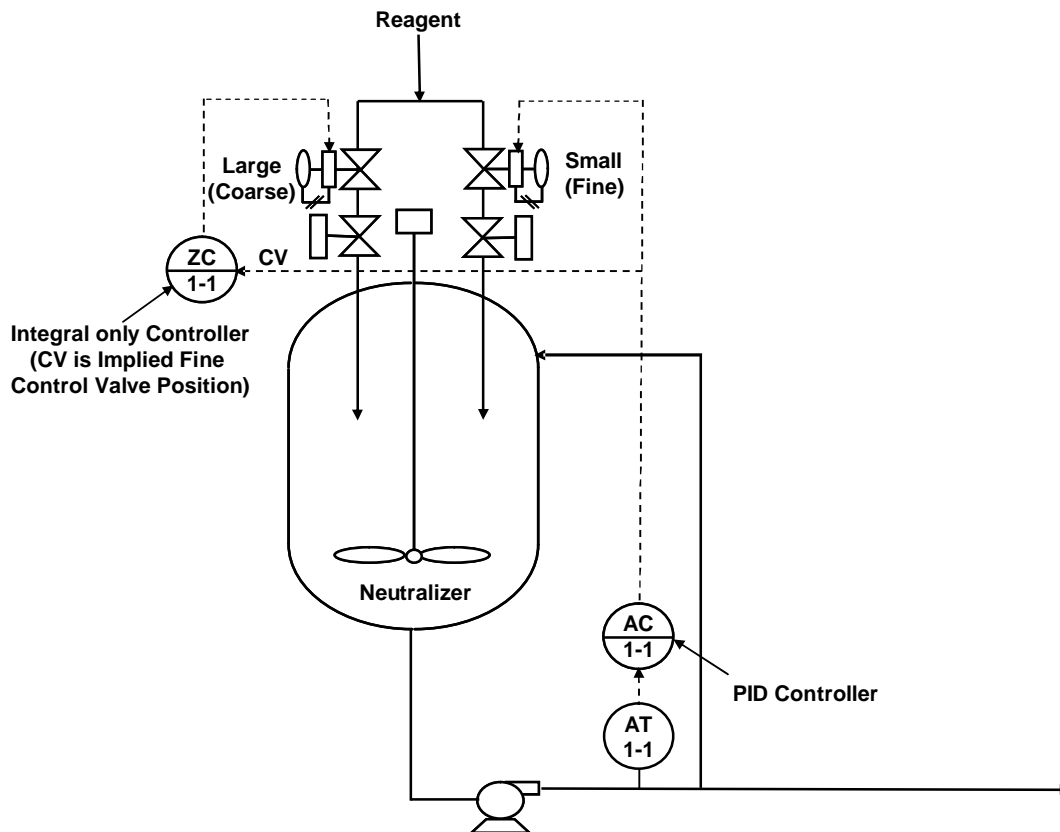 Reagent
Large
(Coarse)
Small
(Fine)
ZC
1-1
CV
Integral only Controller
(CV is Implied Fine
Control Valve Position)
Neutralizer
AC
1-1
PID Controller
AT
1-1